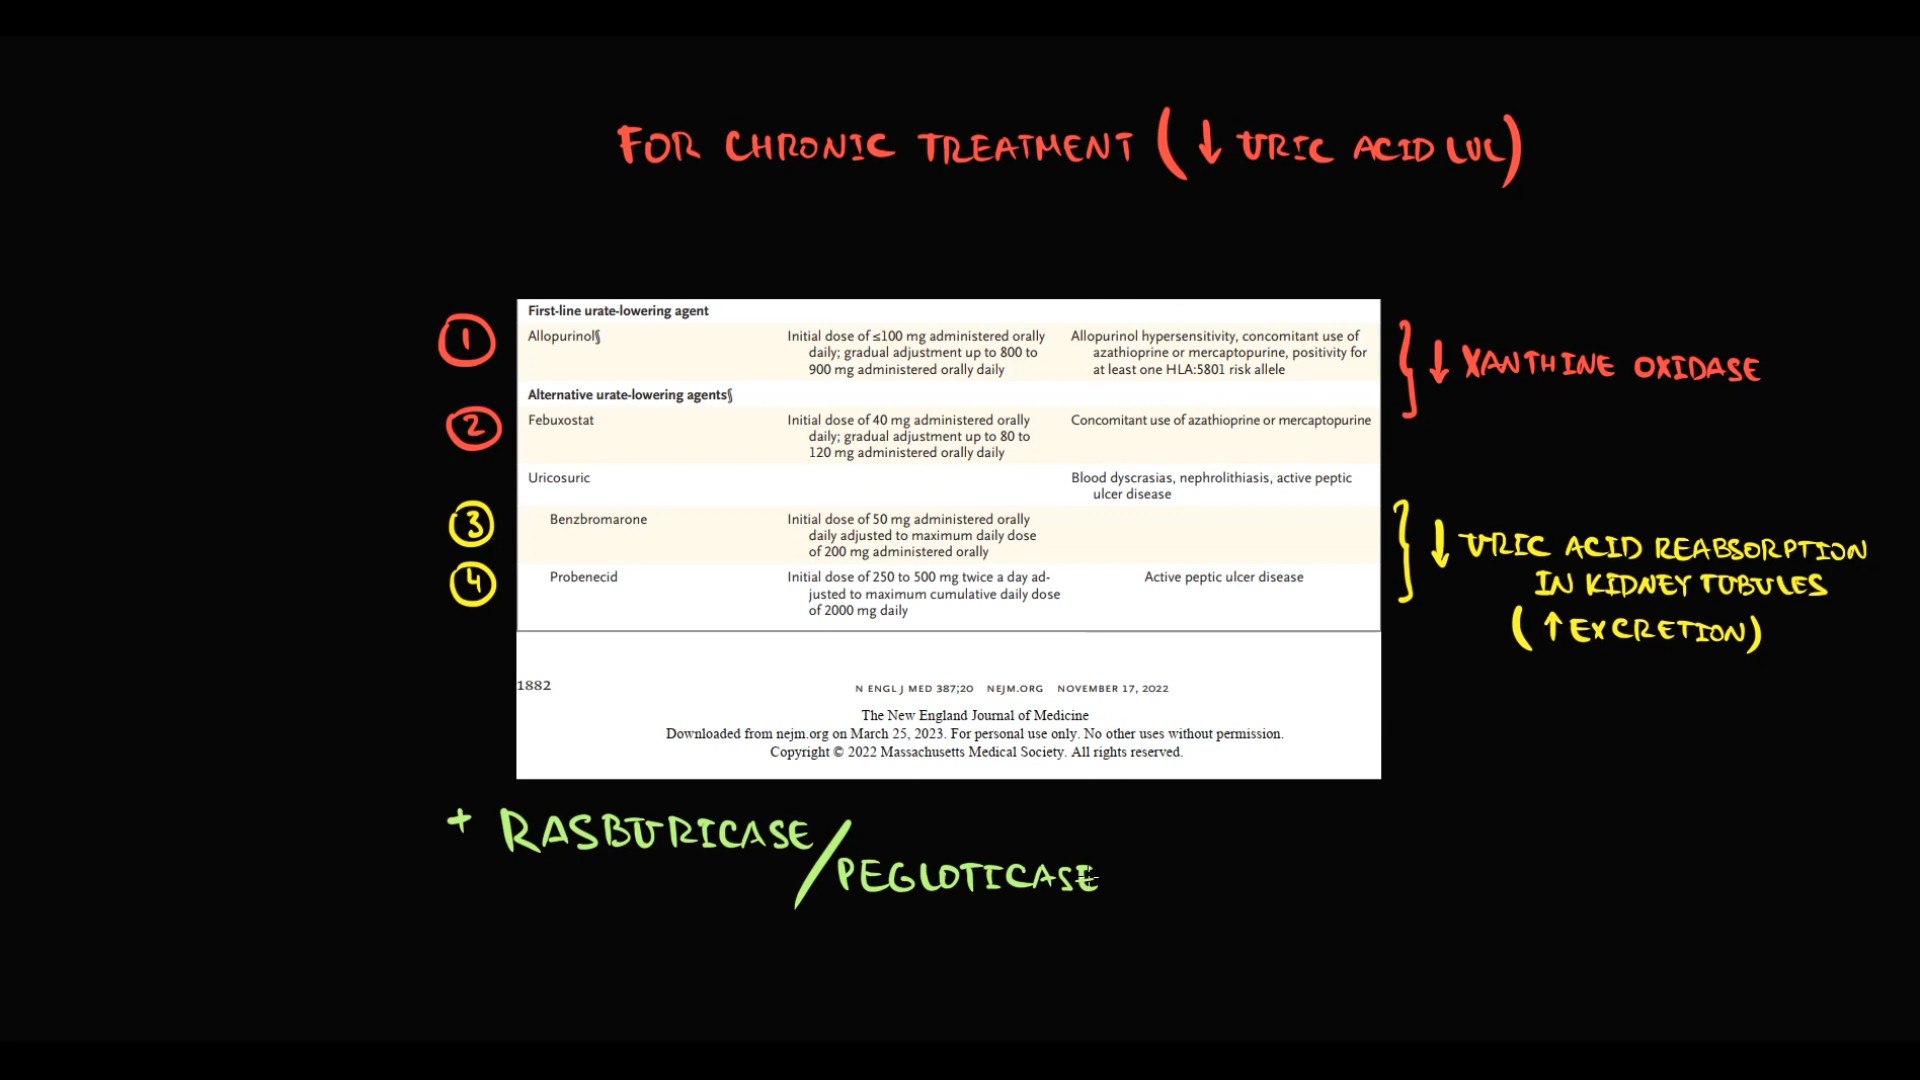 FOR CHRONIC TREATMENT (↓ URIC ACID LVL)
First-line urate-lowering agent
1
Allopurinol§ Initial dose of ≤100 mg administered orally Allopurinol hypersensitivity, concomitant use of
daily; gradual adjustment up to 800 to azathioprine or mercaptopurine, positivity for
900 mg administered orally daily at least one HLA:5801 risk allele
↓ XANTHINE OXIDASE
Alternative urate-lowering agents§
2
Febuxostat Initial dose of 40 mg administered orally Concomitant use of azathioprine or mercaptopurine
daily; gradual adjustment up to 80 to
120 mg administered orally daily
Uricosuric Blood dyscrasias, nephrolithiasis, active peptic
ulcer disease
3
Benzbromarone Initial dose of 50 mg administered orally
daily adjusted to maximum daily dose
of 200 mg administered orally
4
Probenecid Initial dose of 250 to 500 mg twice a day ad- Active peptic ulcer disease
justed to maximum cumulative daily dose
of 2000 mg daily
↓ URIC ACID REABSORPTION
IN KIDNEY TUBULES
(↑ EXCRETION)
1882 N ENGL J MED 387;20 NEJM.ORG NOVEMBER 17, 2022
The New England Journal of Medicine
Downloaded from nejm.org on March 25, 2023. For personal use only. No other uses without permission.
Copyright © 2022 Massachusetts Medical Society. All rights reserved.
+ RASBURICASE/
PEGLOTICASE